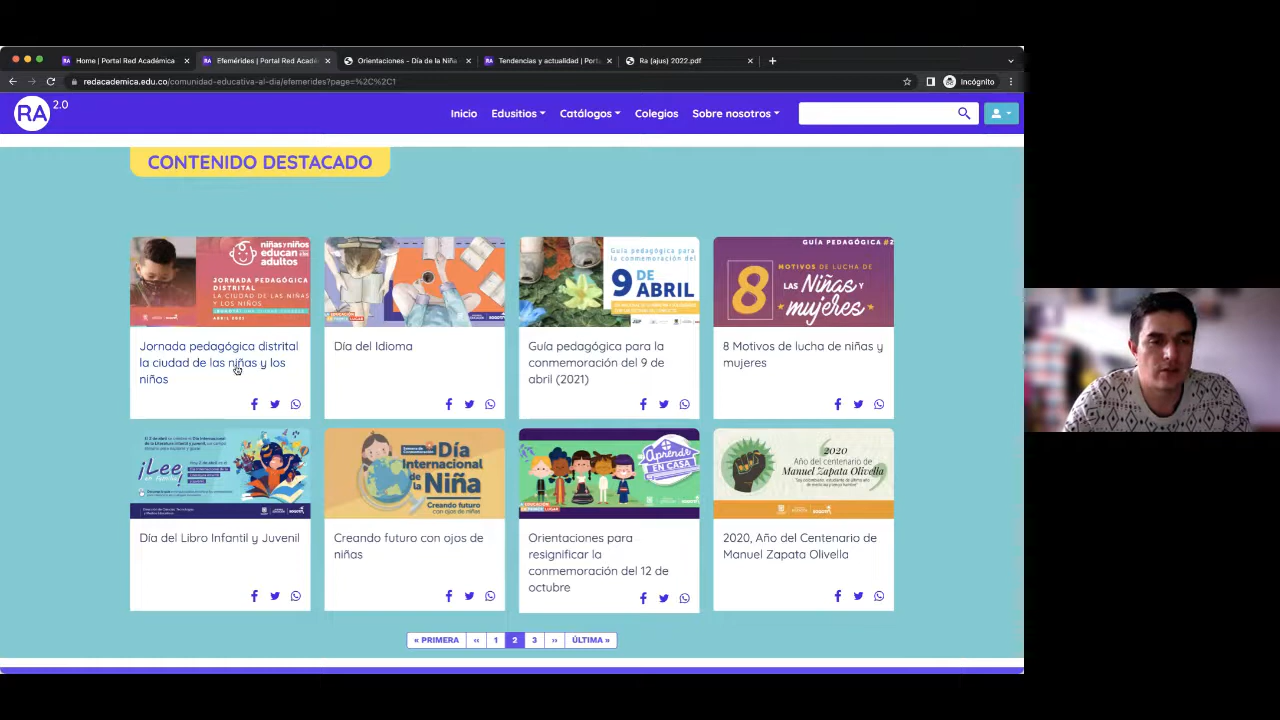 Home | Portal Red Académica
Efemérides | Portal Red Acadé
Orientaciones - Día de la Niña
Tendencias y actualidad | Porta
Ra (ajus) 2022.pdf
redacademica.edu.co/comunidad-educativa-al-dia/efemerides?page=%2C%2C1
Incógnito
RA 2.0
Inicio
Edusitios
Catálogos
Colegios
Sobre nosotros
CONTENIDO DESTACADO
niñas y niños
educan
adultos
JORNADA PEDAGÓGICA
DISTRITAL
LA CIUDAD DE LAS NIÑAS
Y LOS NIÑOS
ABRIL 2022
Jornada pedagógica distrital
la ciudad de las niñas y los
niños
Día del Idioma
Guía pedagógica para
la conmemoración del
9 DE
ABRIL
Guía pedagógica para la
conmemoración del 9 de
abril (2021)
GUÍA PEDAGÓGICA #2
8 MOTIVOS DE LUCHA DE
LAS Niñas Y
mujeres
8 Motivos de lucha de niñas y
mujeres
¡Lee
en familia!
Día del Libro Infantil y Juvenil
Día
Internacional
de la Niña
Creando futuro
con ojos de niñas
Creando futuro con ojos de
niñas
Aprende
EN CASA
Orientaciones para
resignificar la
conmemoración del 12 de
octubre
2020
Año del centenario de
Manuel Zapata Olivella
2020, Año del Centenario de
Manuel Zapata Olivella
« PRIMERA ‹‹ 1 2 3 ›› ÚLTIMA »